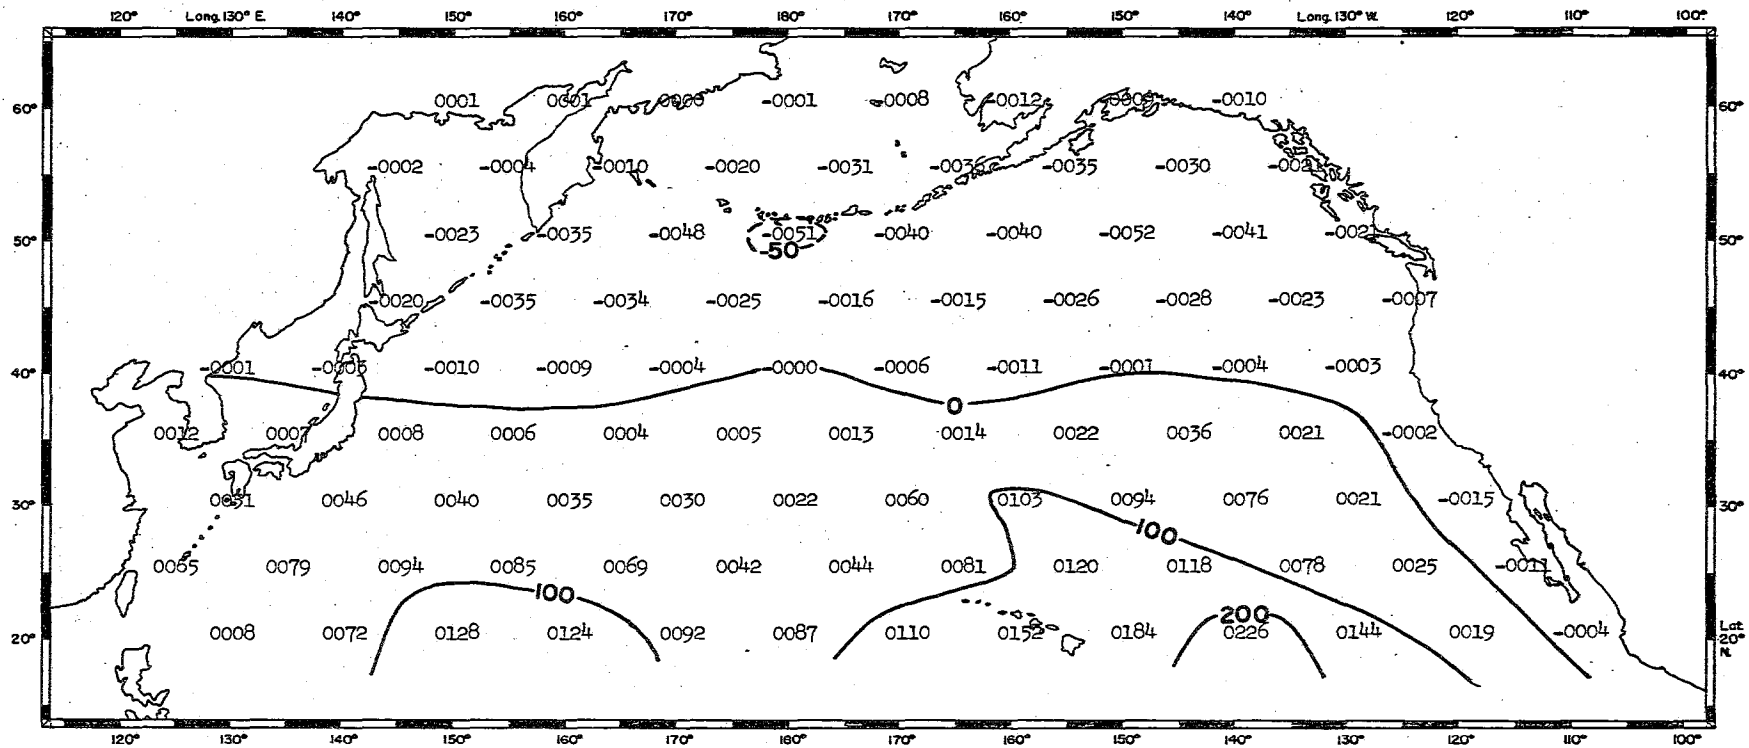 120° Long. 130° E. 140° 150° 160° 170° 180° 170° 160° 150° 140° Long. 130° W. 120° 110° 100°
60° 0001 0001 0000 -0001 -0008 -0012 -0009 -0010 60°
-0002 -0004 -0010 -0020 -0031 -0036 -0035 -0030 -0021
50° -0023 -0035 -0048 -0051 -0040 -0040 -0052 -0041 -0021 50°
-50
-0020 -0035 -0034 -0025 -0016 -0015 -0026 -0028 -0023 -0007
40° -0001 -0003 -0010 -0009 -0004 -0000 -0006 -0011 -0001 -0004 -0003 40°
0
0012 0007 0008 0006 0004 0005 0013 0014 0022 0036 0021 -0002
30° 0031 0046 0040 0035 0030 0022 0060 0103 0094 0076 0021 -0015 30°
100
0065 0079 0094 0085 0069 0042 0044 0081 0120 0118 0078 0025 -0011
100
200
20° 0008 0072 0128 0124 0092 0087 0110 0152 0184 0226 0144 0019 -0004 Lat. 20° N.
120° 130° 140° 150° 160° 170° 180° 170° 160° 150° 140° 130° 120° 110° 100°